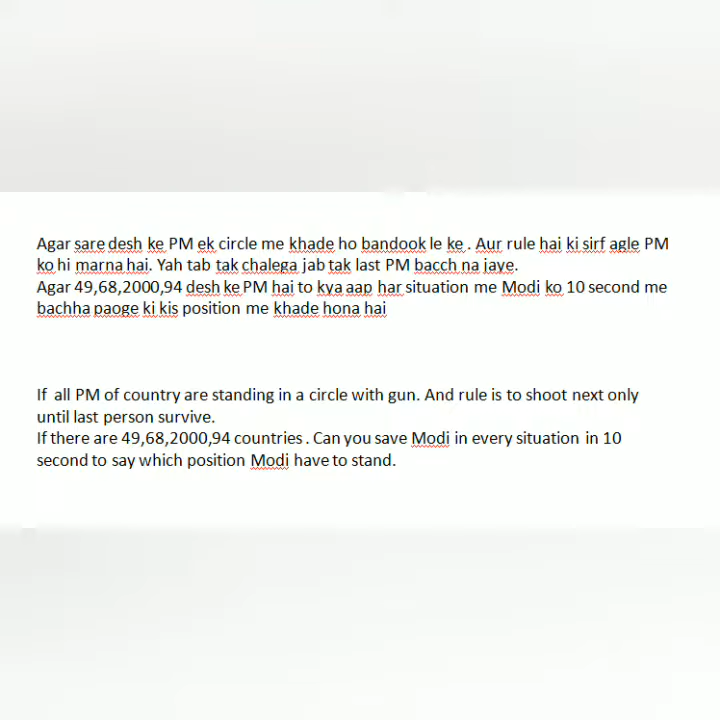 Agar sare desh ke PM ek circle me khade ho bandook le ke . Aur rule hai ki sirf agle PM
ko hi marna hai. Yah tab tak chalega jab tak last PM bacch na jaye.
Agar 49,68,2000,94 desh ke PM hai to kya aap har situation me Modi ko 10 second me
bachha paoge ki kis position me khade hona hai
If  all PM of country are standing in a circle with gun. And rule is to shoot next only
until last person survive.
If there are 49,68,2000,94 countries . Can you save Modi in every situation in 10
second to say which position Modi have to stand.